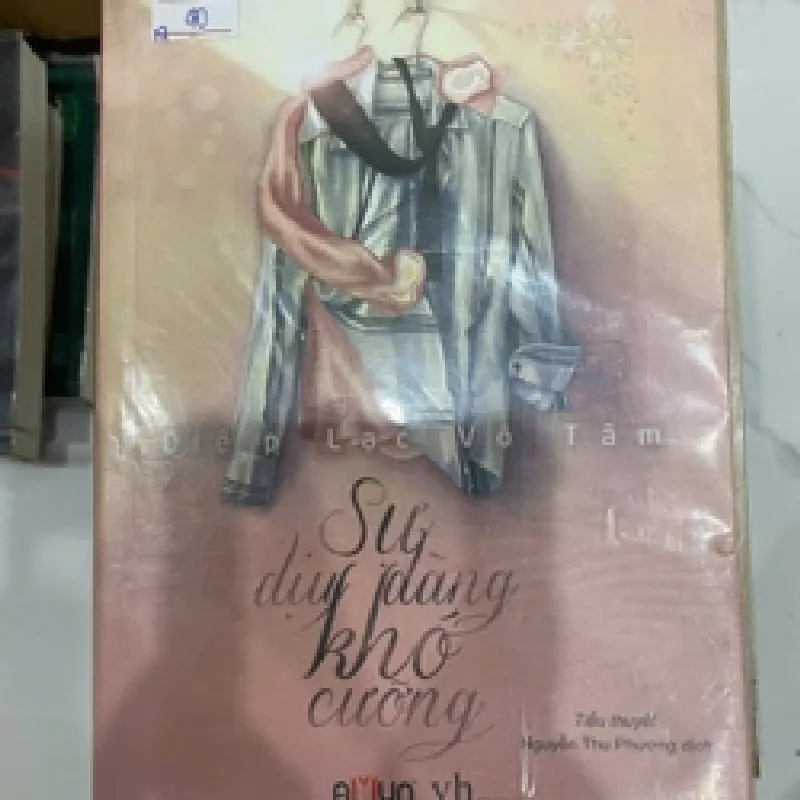 Diệp Lạc Vô Tâm
Sự
dịu dàng
khó
cưỡng
Tiểu thuyết
Nguyễn Thu Phương dịch